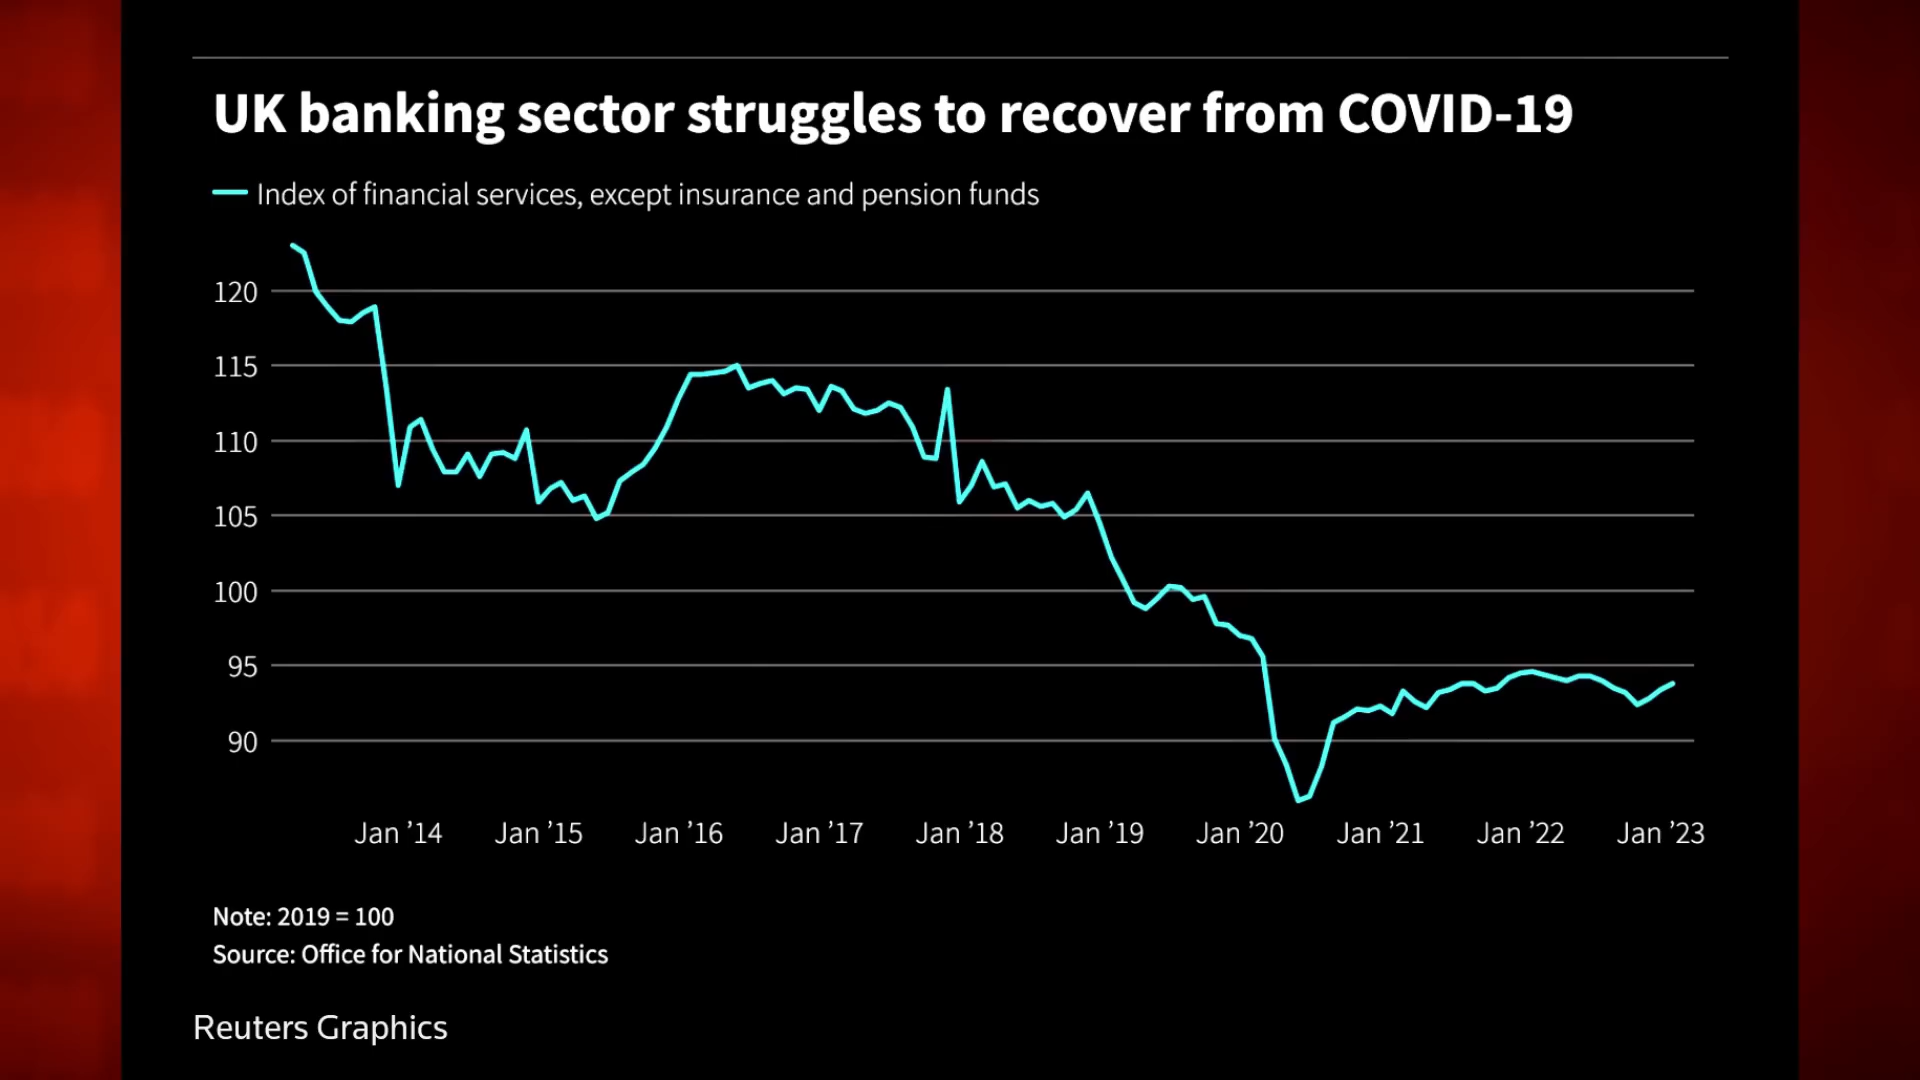 UK banking sector struggles to recover from COVID-19
Index of financial services, except insurance and pension funds
120
115
110
105
100
95
90
Jan ’14 Jan ’15 Jan ’16 Jan ’17 Jan ’18 Jan ’19 Jan ’20 Jan ’21 Jan ’22 Jan ’23
Note: 2019 = 100
Source: Office for National Statistics
Reuters Graphics